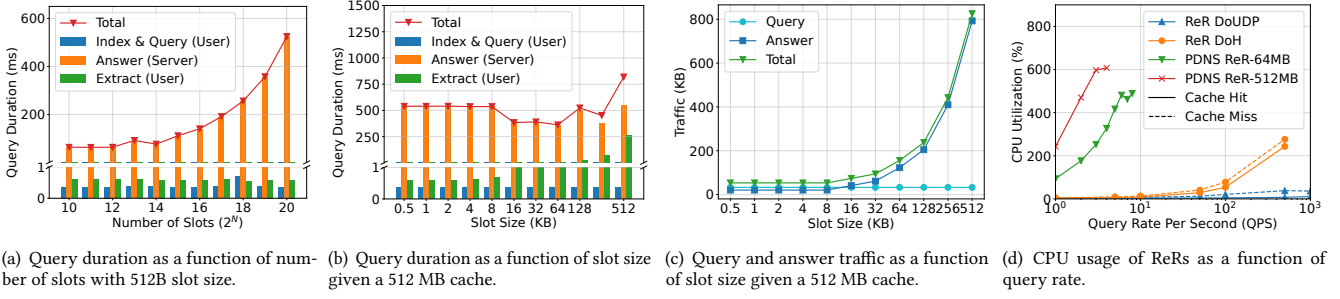 Query Duration (ms)
600
400
200
1
0
Total
Index & Query (User)
Answer (Server)
Extract (User)
10 12 14 16 18 20
Number of Slots (2^N)
(a) Query duration as a function of num-
ber of slots with 512B slot size.
Query Duration (ms)
1500
1250
1000
750
500
250
1
0
Total
Index & Query (User)
Answer (Server)
Extract (User)
0.5 1 2 4 8 16 32 64 128 512
Slot Size (KB)
(b) Query duration as a function of slot size
given a 512 MB cache.
Traffic (KB)
800
600
400
200
0
Query
Answer
Total
0.5 1 2 4 8 16 32 64 128 256 512
Slot Size (KB)
(c) Query and answer traffic as a function
of slot size given a 512 MB cache.
CPU Utilization (%)
800
600
400
200
0
ReR DoUDP
ReR DoH
PDNS ReR-64MB
PDNS ReR-512MB
Cache Hit
Cache Miss
10^0 10^1 10^2 10^3
Query Rate Per Second (QPS)
(d) CPU usage of ReRs as a function of
query rate.